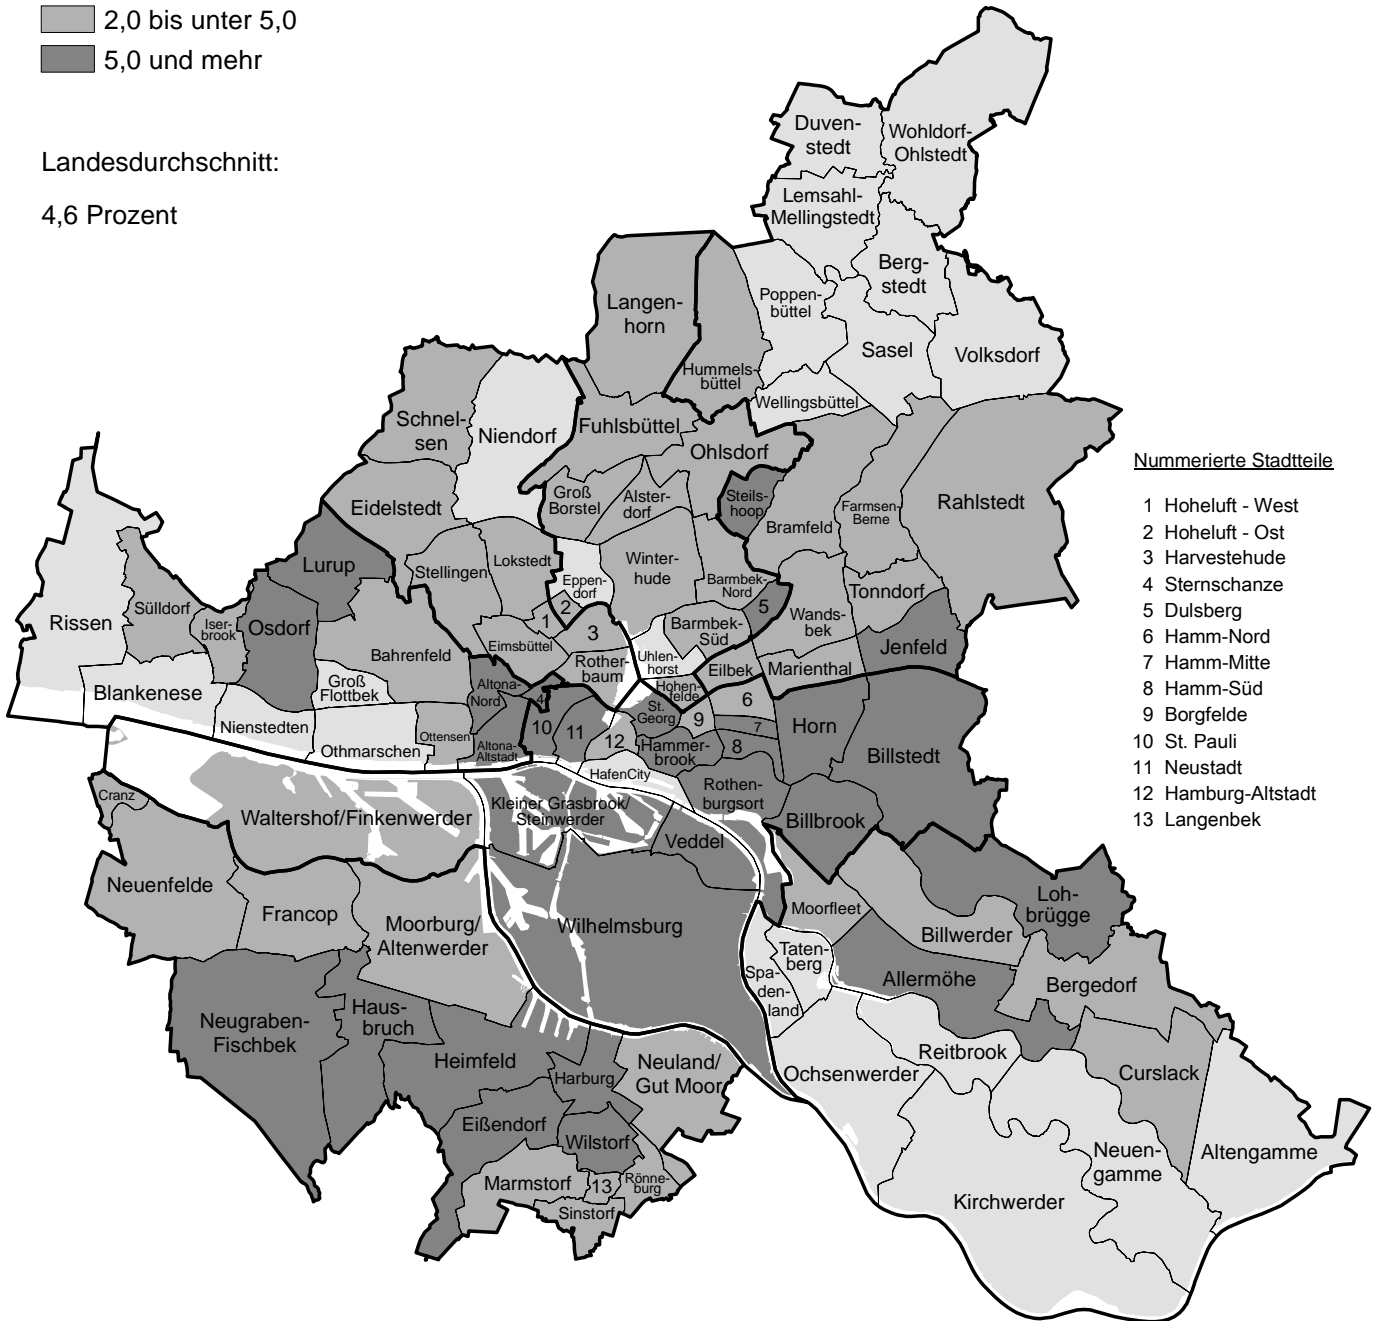 2,0 bis unter 5,0
5,0 und mehr
Landesdurchschnitt:
4,6 Prozent
Duven-
stedt
Wohldorf-
Ohlstedt
Lemsahl-
Mellingstedt
Berg-
stedt
Poppen-
büttel
Sasel
Volksdorf
Wellingsbüttel
Langen-
horn
Hummels-
büttel
Schnel-
sen
Niendorf
Fuhlsbüttel
Ohlsdorf
Eidelstedt
Groß
Borstel
Alster-
dorf
Steils-
hoop
Bramfeld
Farmsen-
Berne
Rahlstedt
Lurup
Stellingen
Lokstedt
Eppen-
dorf
Winter-
hude
Barmbek-
Nord
5
Wands-
bek
Tonndorf
Jenfeld
Rissen
Sülldorf
Iser-
brook
Osdorf
Bahrenfeld
Eimsbüttel
1
2
3
Rother-
baum
Uhlen-
horst
Barmbek-
Süd
Eilbek
Marienthal
Blankenese
Groß
Flottbek
Nienstedten
Othmarschen
Ottensen
Altona-
Nord
Altona-
Altstadt
4
10
11
12
St.
Georg
Hohen-
felde
9
6
7
8
Hammer-
brook
HafenCity
Horn
Billstedt
Rothen-
burgsort
Billbrook
Cranz
Waltershof/Finkenwerder
Kleiner Grasbrook/
Steinwerder
Veddel
Neuenfelde
Francop
Moorburg/
Altenwerder
Wilhelmsburg
Moorfleet
Billwerder
Loh-
brügge
Taten-
berg
Spa-
den-
land
Allermöhe
Bergedorf
Neugraben-
Fischbek
Haus-
bruch
Heimfeld
Harburg
Neuland/
Gut Moor
Ochsenwerder
Reitbrook
Curslack
Eißendorf
Wilstorf
Marmstorf
13
Rönne-
burg
Sinstorf
Kirchwerder
Neuen-
gamme
Altengamme
Nummerierte Stadtteile
1 Hoheluft - West
2 Hoheluft - Ost
3 Harvestehude
4 Sternschanze
5 Dulsberg
6 Hamm-Nord
7 Hamm-Mitte
8 Hamm-Süd
9 Borgfelde
10 St. Pauli
11 Neustadt
12 Hamburg-Altstadt
13 Langenbek